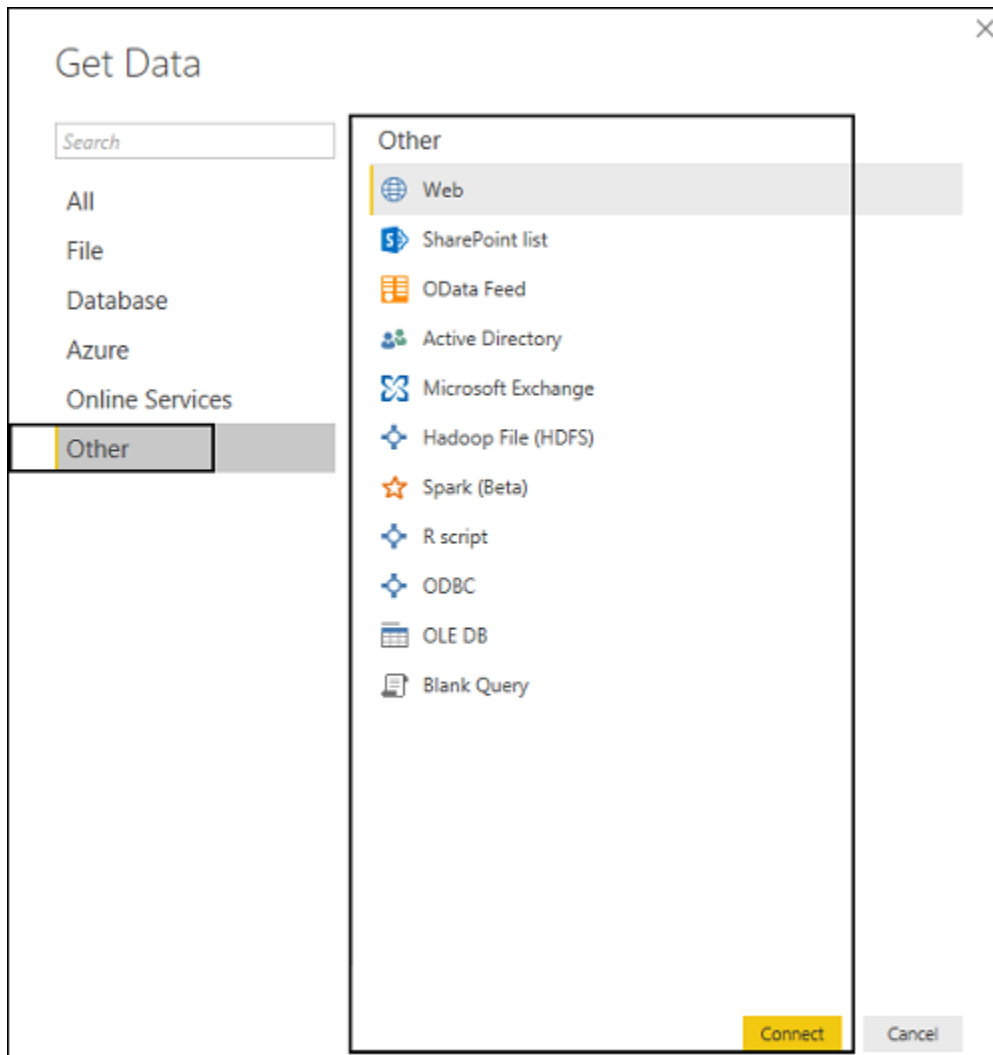 Get Data
Search
All
File
Database
Azure
Online Services
Other
Other
Web
SharePoint list
OData Feed
Active Directory
Microsoft Exchange
Hadoop File (HDFS)
Spark (Beta)
R script
ODBC
OLE DB
Blank Query
Connect
Cancel